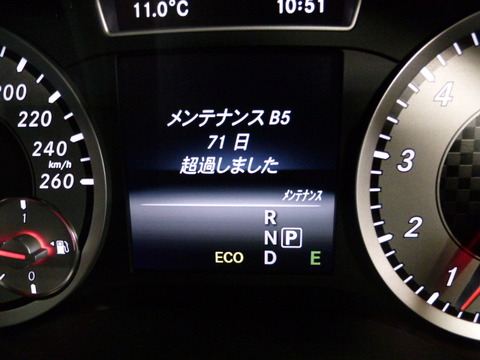 11.0°C 10:51
メンテナンス B5
71 日
超過しました
メンテナンス
R
N P
D
ECO E
200
220
240
km/h
260
1
0
4
3
2
1